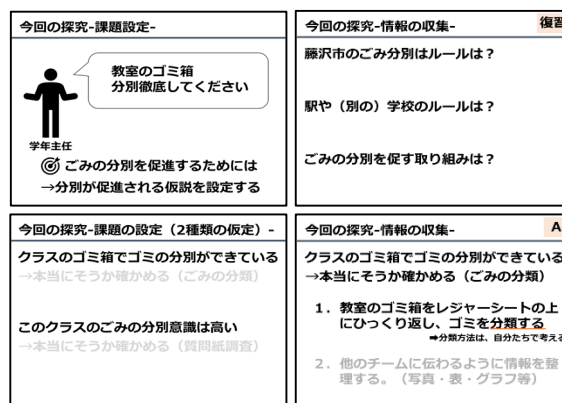 今回の探究-課題設定-
教室のゴミ箱
分別徹底してください
学年主任
ごみの分別を促進するためには
→分別が促進される仮説を設定する
今回の探究-情報の収集-
復習
藤沢市のごみ分別はルールは？
駅や（別の）学校のルールは？
ごみの分別を促す取り組みは？
今回の探究-課題の設定（2種類の仮定）-
クラスのゴミ箱でゴミの分別ができている
→本当にそうか確かめる（ごみの分類）
このクラスのごみの分別意識は高い
→本当にそうか確かめる（質問紙調査）
今回の探究-情報の収集-
A
クラスのゴミ箱でゴミの分別ができている
→本当にそうか確かめる（ごみの分類）
1．教室のゴミ箱をレジャーシートの上
にひっくり返し、ゴミを分類する
➡分類方法は、自分たちで考える
2．他のチームに伝わるように情報を整
理する。（写真・表・グラフ等）